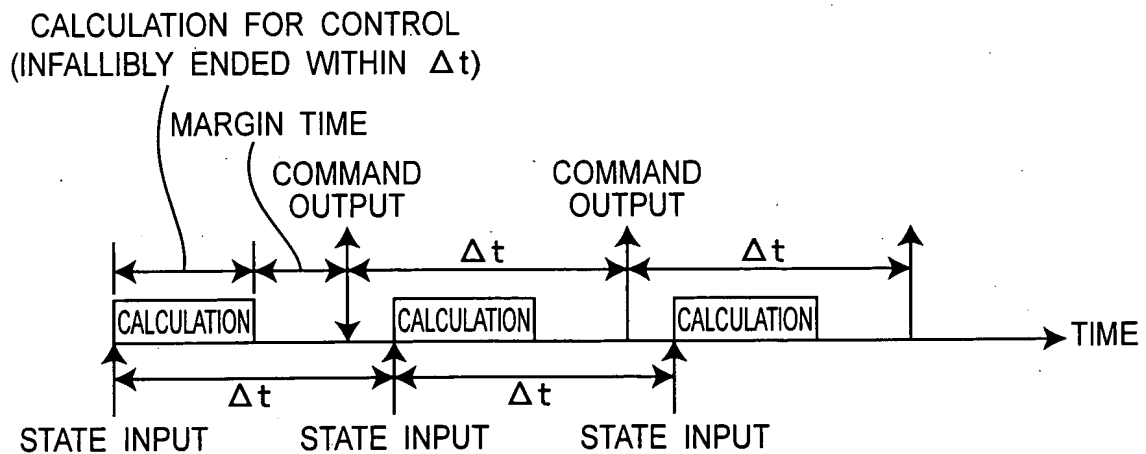 CALCULATION FOR CONTROL
(INFALLIBLY ENDED WITHIN Δt)
MARGIN TIME
COMMAND
OUTPUT
COMMAND
OUTPUT
Δt
Δt
CALCULATION
CALCULATION
CALCULATION
TIME
Δt
Δt
STATE INPUT
STATE INPUT
STATE INPUT